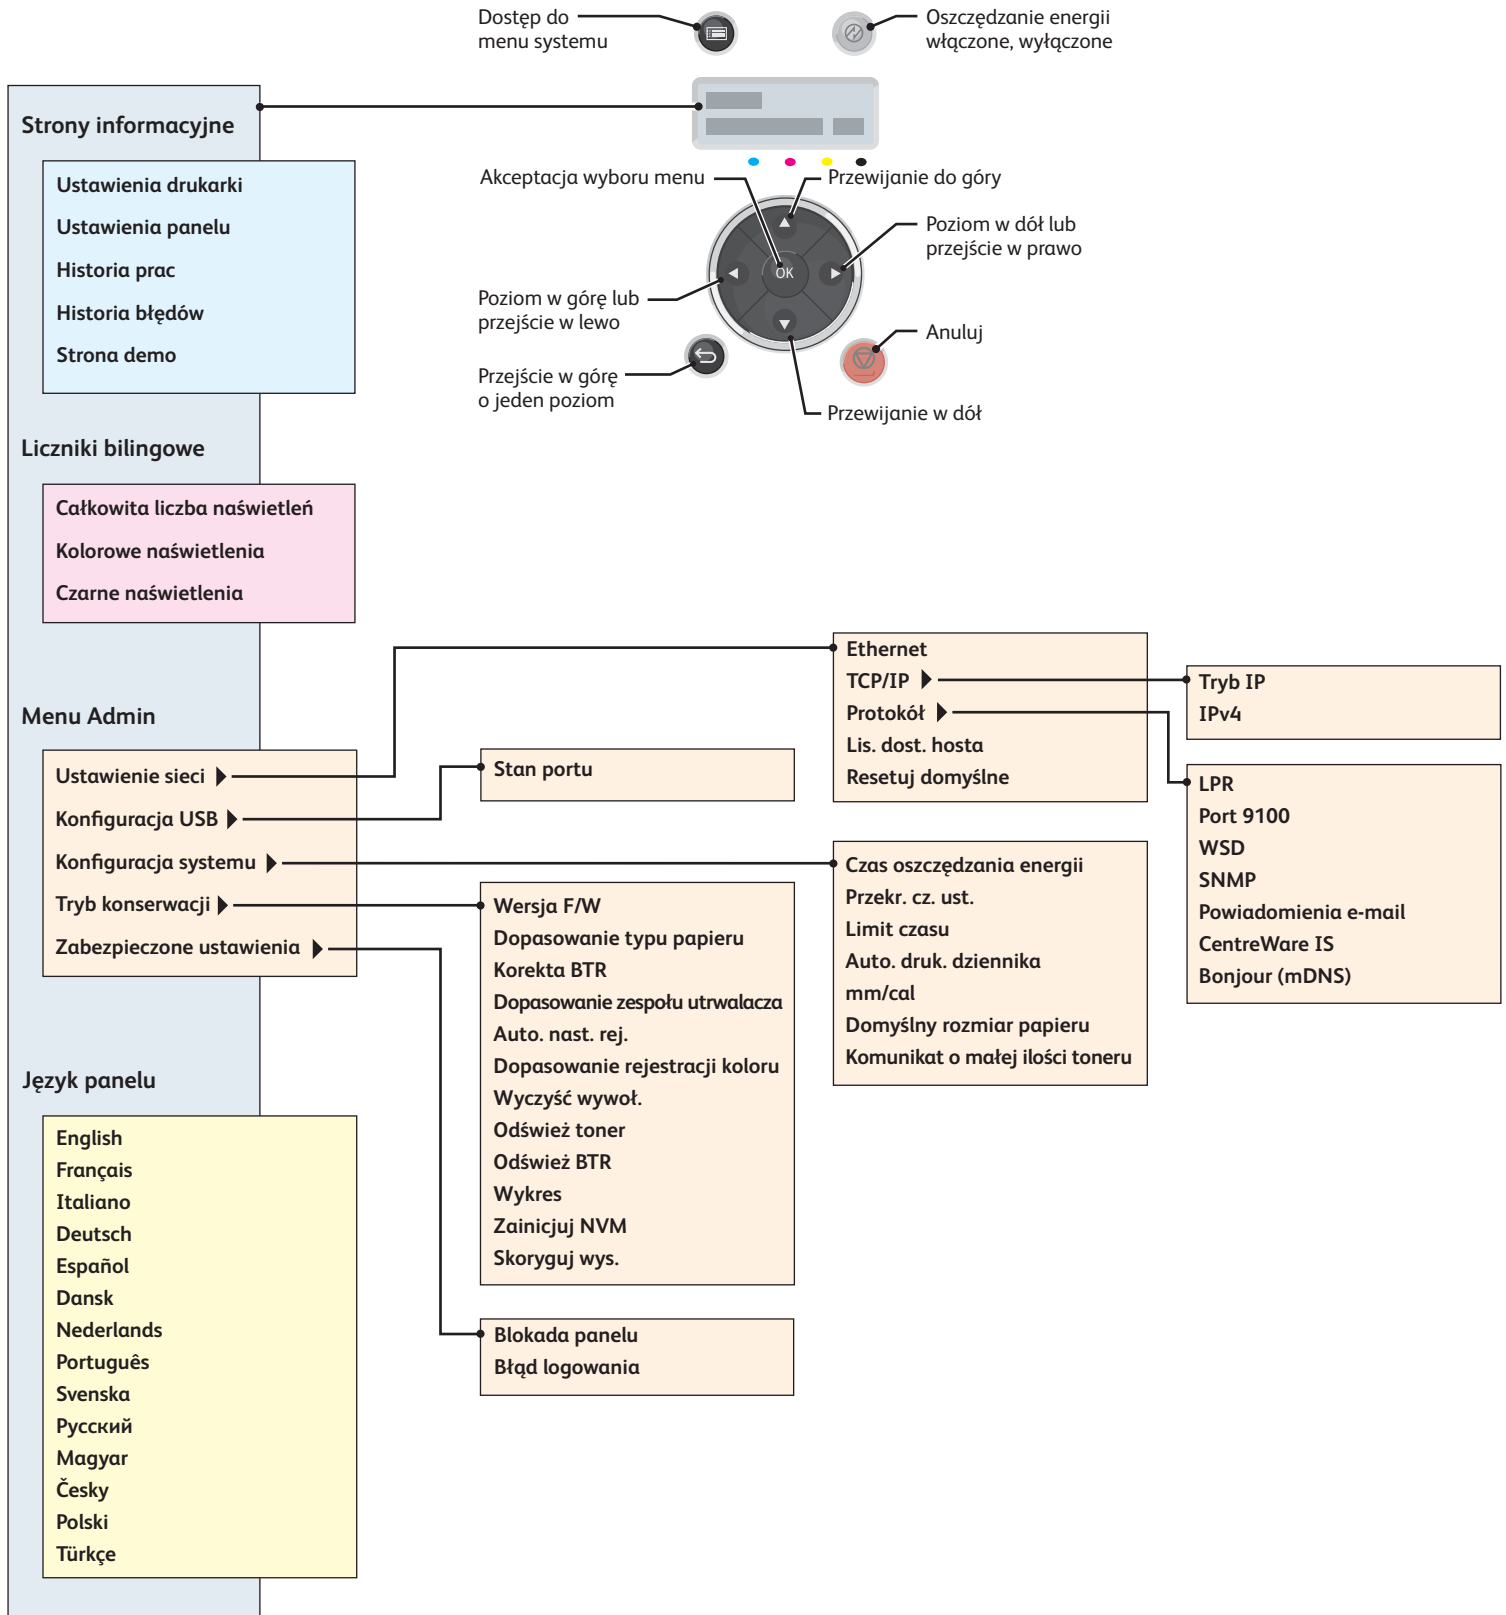 Dostęp do
menu systemu
Oszczędzanie energii
włączone, wyłączone
Akceptacja wyboru menu
Przewijanie do góry
Poziom w dół lub
przejście w prawo
OK
Poziom w górę lub
przejście w lewo
Anuluj
Przejście w górę
o jeden poziom
Przewijanie w dół
Strony informacyjne
Ustawienia drukarki
Ustawienia panelu
Historia prac
Historia błędów
Strona demo
Liczniki bilingowe
Całkowita liczba naświetleń
Kolorowe naświetlenia
Czarne naświetlenia
Menu Admin
Ustawienie sieci
Konfiguracja USB
Konfiguracja systemu
Tryb konserwacji
Zabezpieczone ustawienia
Stan portu
Ethernet
TCP/IP
Protokół
Lis. dost. hosta
Resetuj domyślne
Tryb IP
IPv4
LPR
Port 9100
WSD
SNMP
Powiadomienia e-mail
CentreWare IS
Bonjour (mDNS)
Czas oszczędzania energii
Przekr. cz. ust.
Limit czasu
Auto. druk. dziennika
mm/cal
Domyślny rozmiar papieru
Komunikat o małej ilości toneru
Wersja F/W
Dopasowanie typu papieru
Korekta BTR
Dopasowanie zespołu utrwalacza
Auto. nast. rej.
Dopasowanie rejestracji koloru
Wyczyść wywoł.
Odśwież toner
Odśwież BTR
Wykres
Zainicjuj NVM
Skoryguj wys.
Blokada panelu
Błąd logowania
Język panelu
English
Français
Italiano
Deutsch
Español
Dansk
Nederlands
Português
Svenska
Русский
Magyar
Česky
Polski
Türkçe